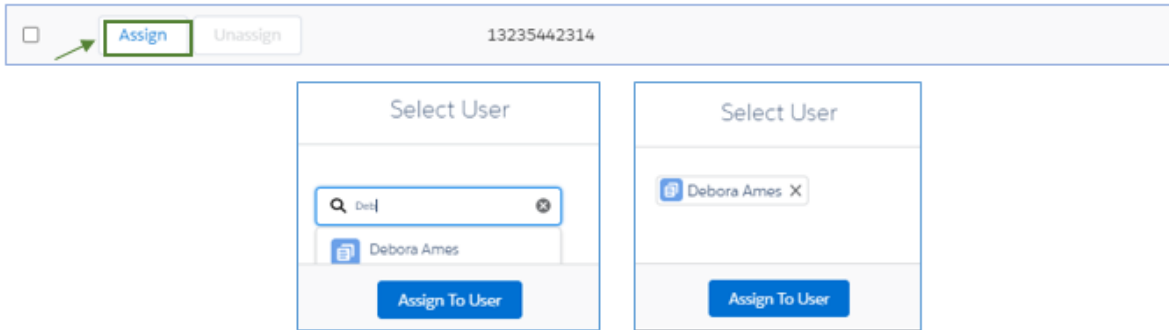 Assign Unassign 13235442314
Select User
Deb
Debora Ames
Assign To User
Select User
Debora Ames
Assign To User